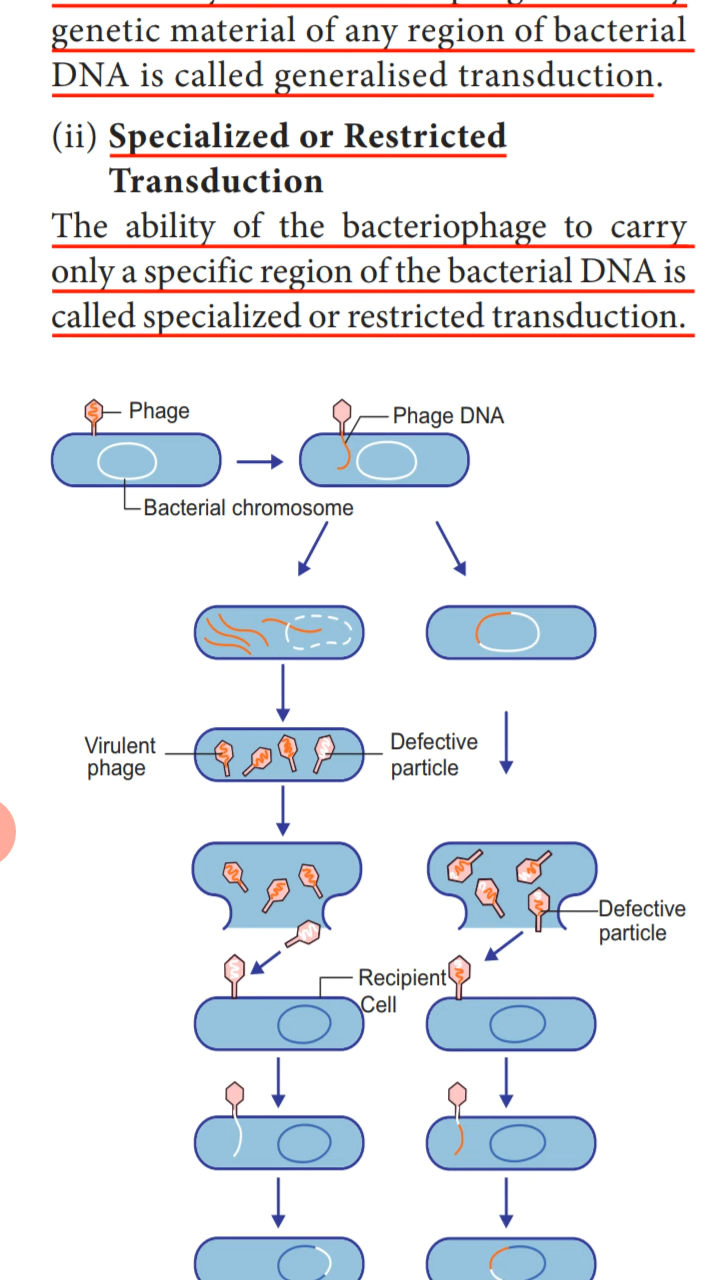 genetic material of any region of bacterial
DNA is called generalised transduction.
(ii) Specialized or Restricted
Transduction
The ability of the bacteriophage to carry
only a specific region of the bacterial DNA is
called specialized or restricted transduction.
Phage
Phage DNA
Bacterial chromosome
Virulent
phage
Defective
particle
Defective
particle
Recipient
Cell